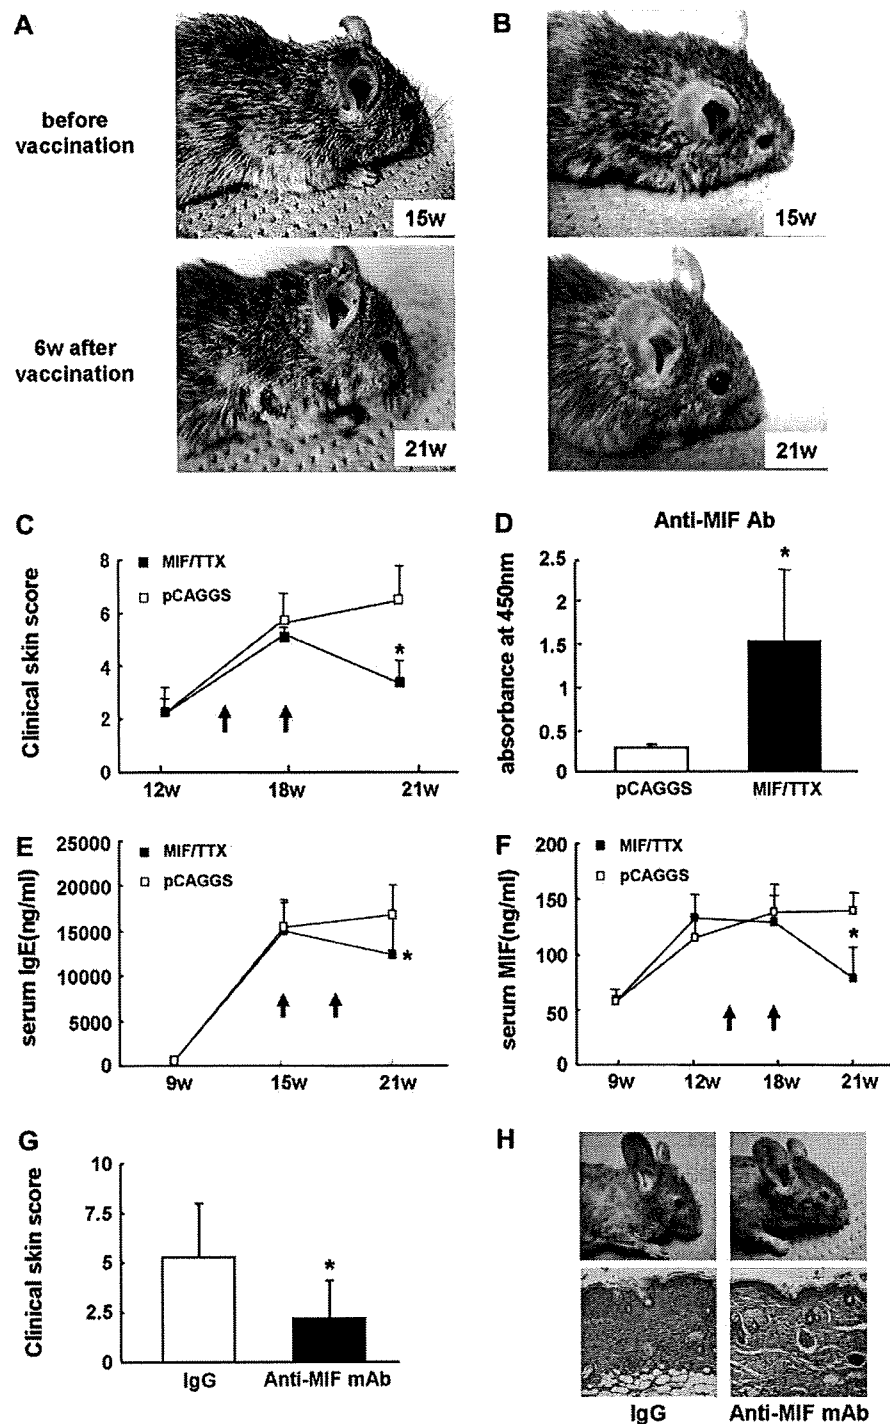 A
B
before
vaccination
15w
15w
6w after
vaccination
21w
21w
C
Clinical skin score
8
6
4
2
0
MIF/TTX
pCAGGS
*
12w
18w
21w
D
Anti-MIF Ab
absorbance at 450nm
2.5
2
1.5
1
0.5
0
*
pCAGGS
MIF/TTX
E
serum IgE(ng/ml)
25000
20000
15000
10000
5000
0
MIF/TTX
pCAGGS
*
9w
15w
21w
F
serum MIF(ng/ml)
200
150
100
50
0
MIF/TTX
pCAGGS
*
9w
12w
18w
21w
G
Clinical skin score
10
7.5
5
2.5
0
*
IgG
Anti-MIF mAb
H
IgG
Anti-MIF mAb